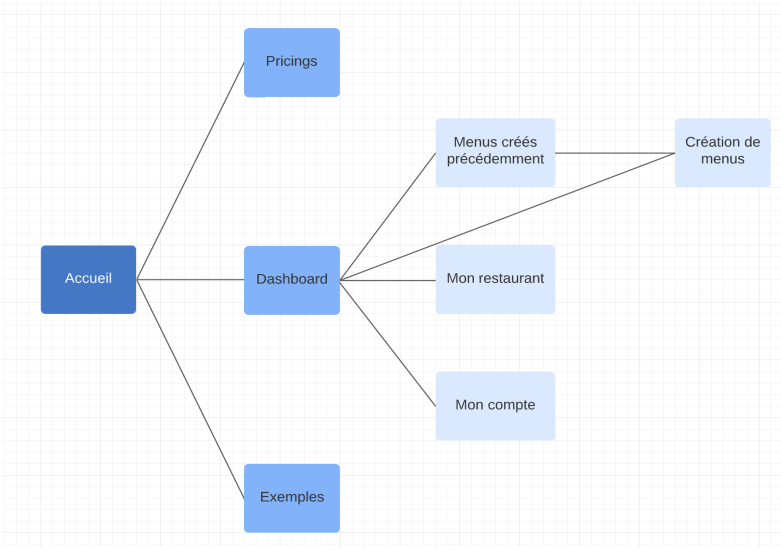 Pricings
Menus créés
précédemment
Création de
menus
Accueil
Dashboard
Mon restaurant
Mon compte
Exemples